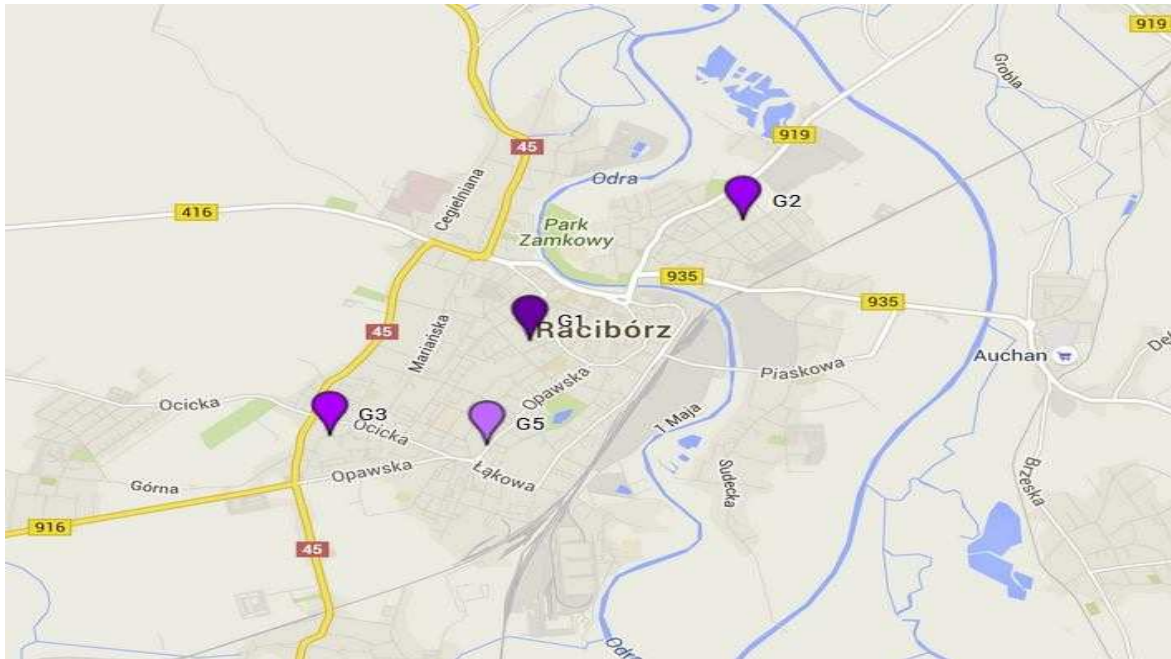 919
919
Grobla
45
Odra
Cegielniana
G2
416
Park
Zamkowy
935
935
G1
Racibórz
45
Mariańska
Auchan
Piaskowa
Opawska
Ocicka
G3
Ocicka
G5
1 Maja
Opawska
Łąkowa
Sudecka
Górna
Brzeska
916
45
Odra